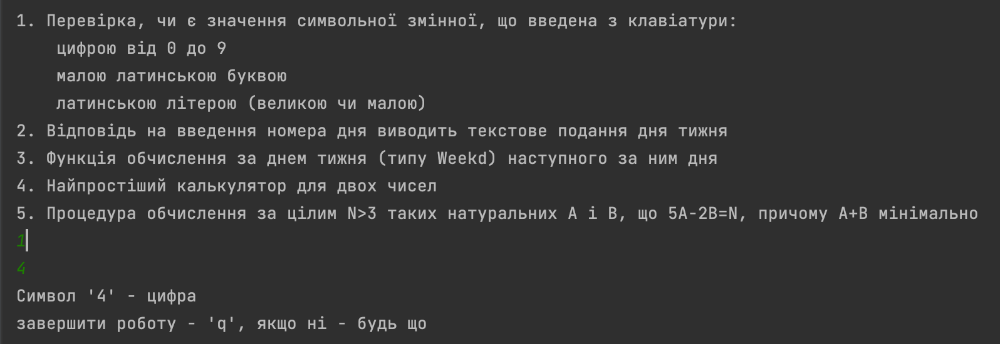 1. Перевірка, чи є значення символьної змінної, що введена з клавіатури:
цифрою від 0 до 9
малою латинською буквою
латинською літерою (великою чи малою)
2. Відповідь на введення номера дня виводить текстове подання дня тижня
3. Функція обчислення за днем тижня (типу Weekd) наступного за ним дня
4. Найпростіший калькулятор для двох чисел
5. Процедура обчислення за цілим N>3 таких натуральних A і B, що 5A-2B=N, причому A+B мінімально
1
4
Символ '4' - цифра
завершити роботу - 'q', якщо ні - будь що